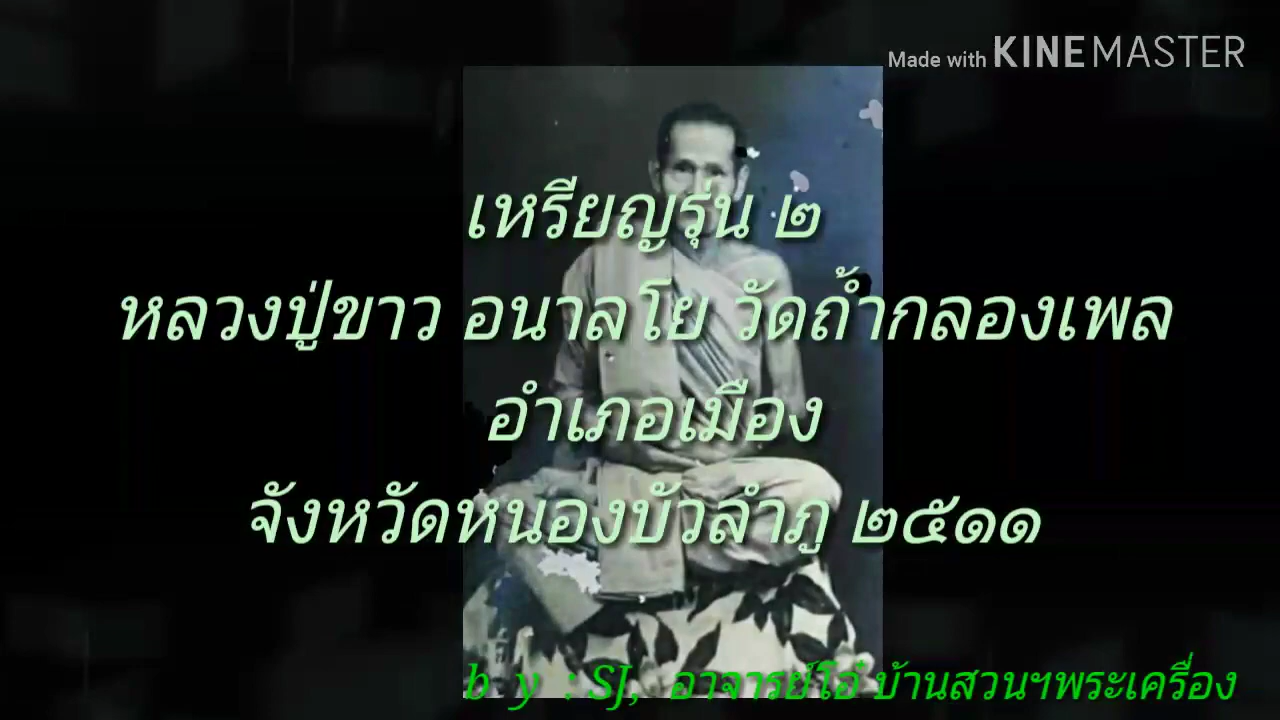 Made with KINEMASTER
เหรียญรุ่น ๒
หลวงปู่ขาว อนาลโย วัดถ้ำกลองเพล
อำเภอเมือง
จังหวัดหนองบัวลำภู ๒๕๑๑
b y : SJ, อาจารย์โอ๋ บ้านสวนฯพระเครื่อง